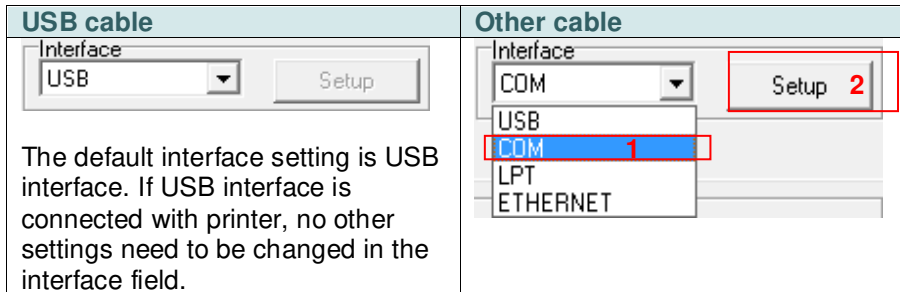 USB cable
Interface
USB
Setup
The default interface setting is USB
interface. If USB interface is
connected with printer, no other
settings need to be changed in the
interface field.
Other cable
Interface
COM
Setup 2
USB
COM 1
LPT
ETHERNET